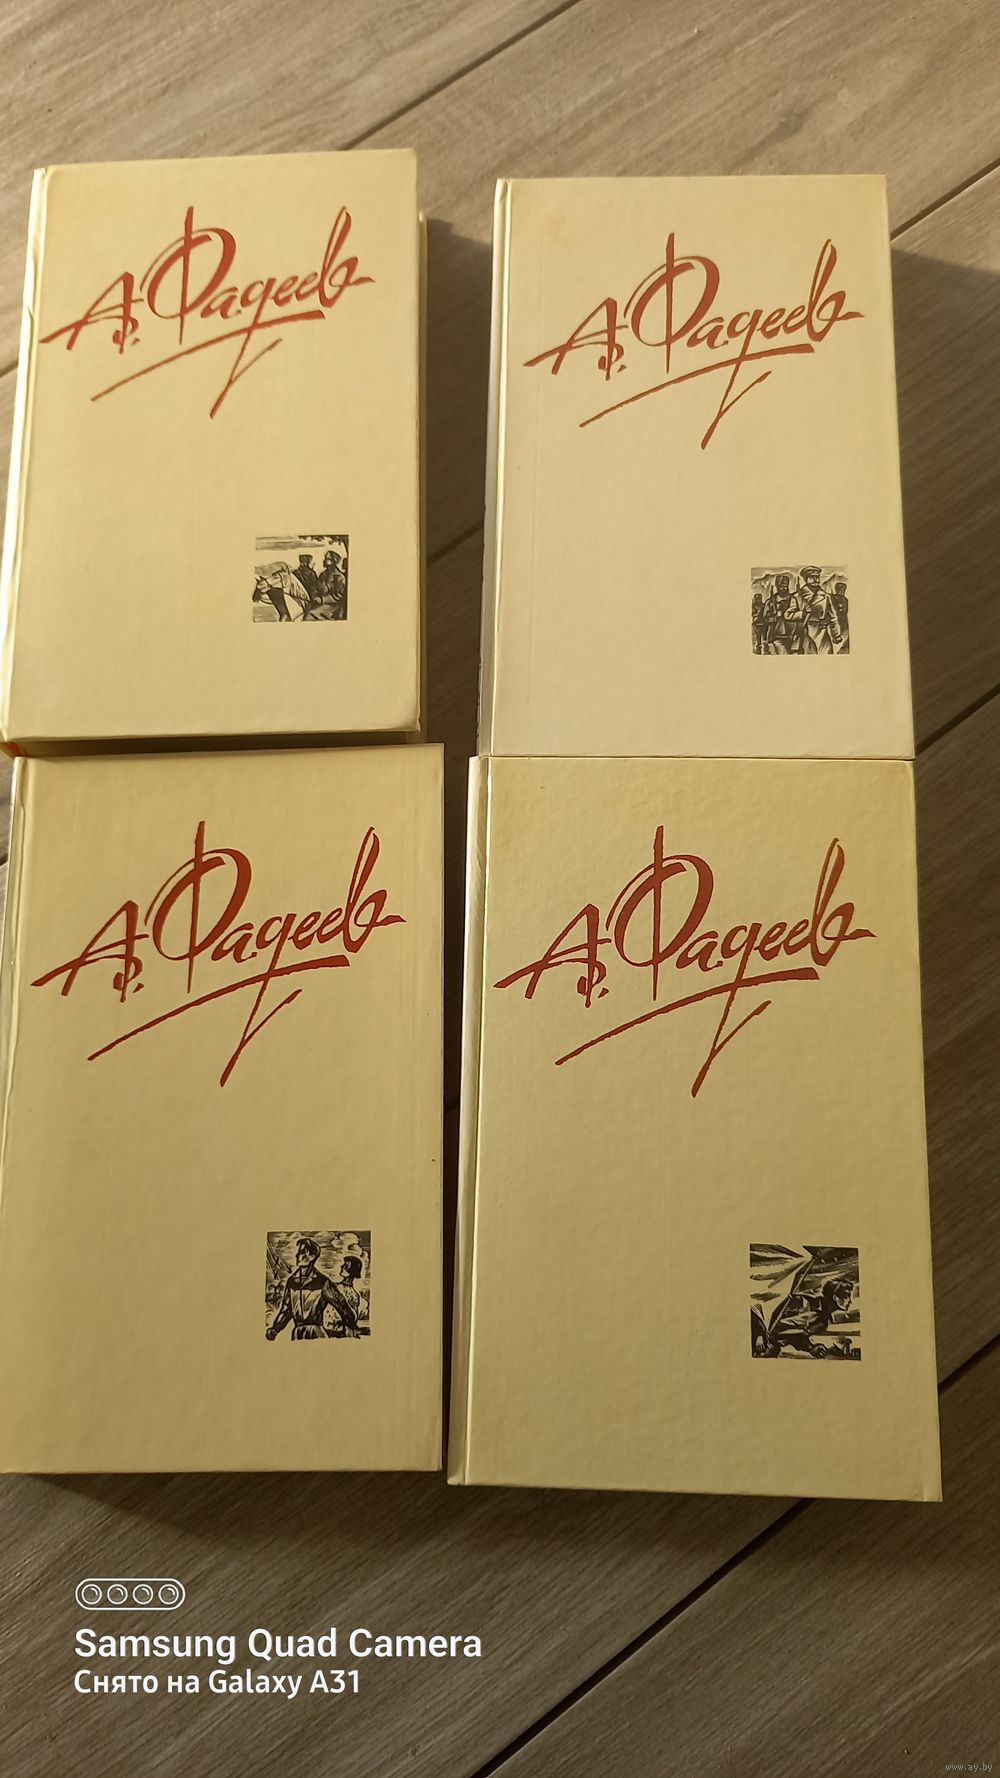 А. Фадеев
А. Фадеев
А. Фадеев
А. Фадеев
Samsung Quad Camera
Снято на Galaxy A31
www.ay.by